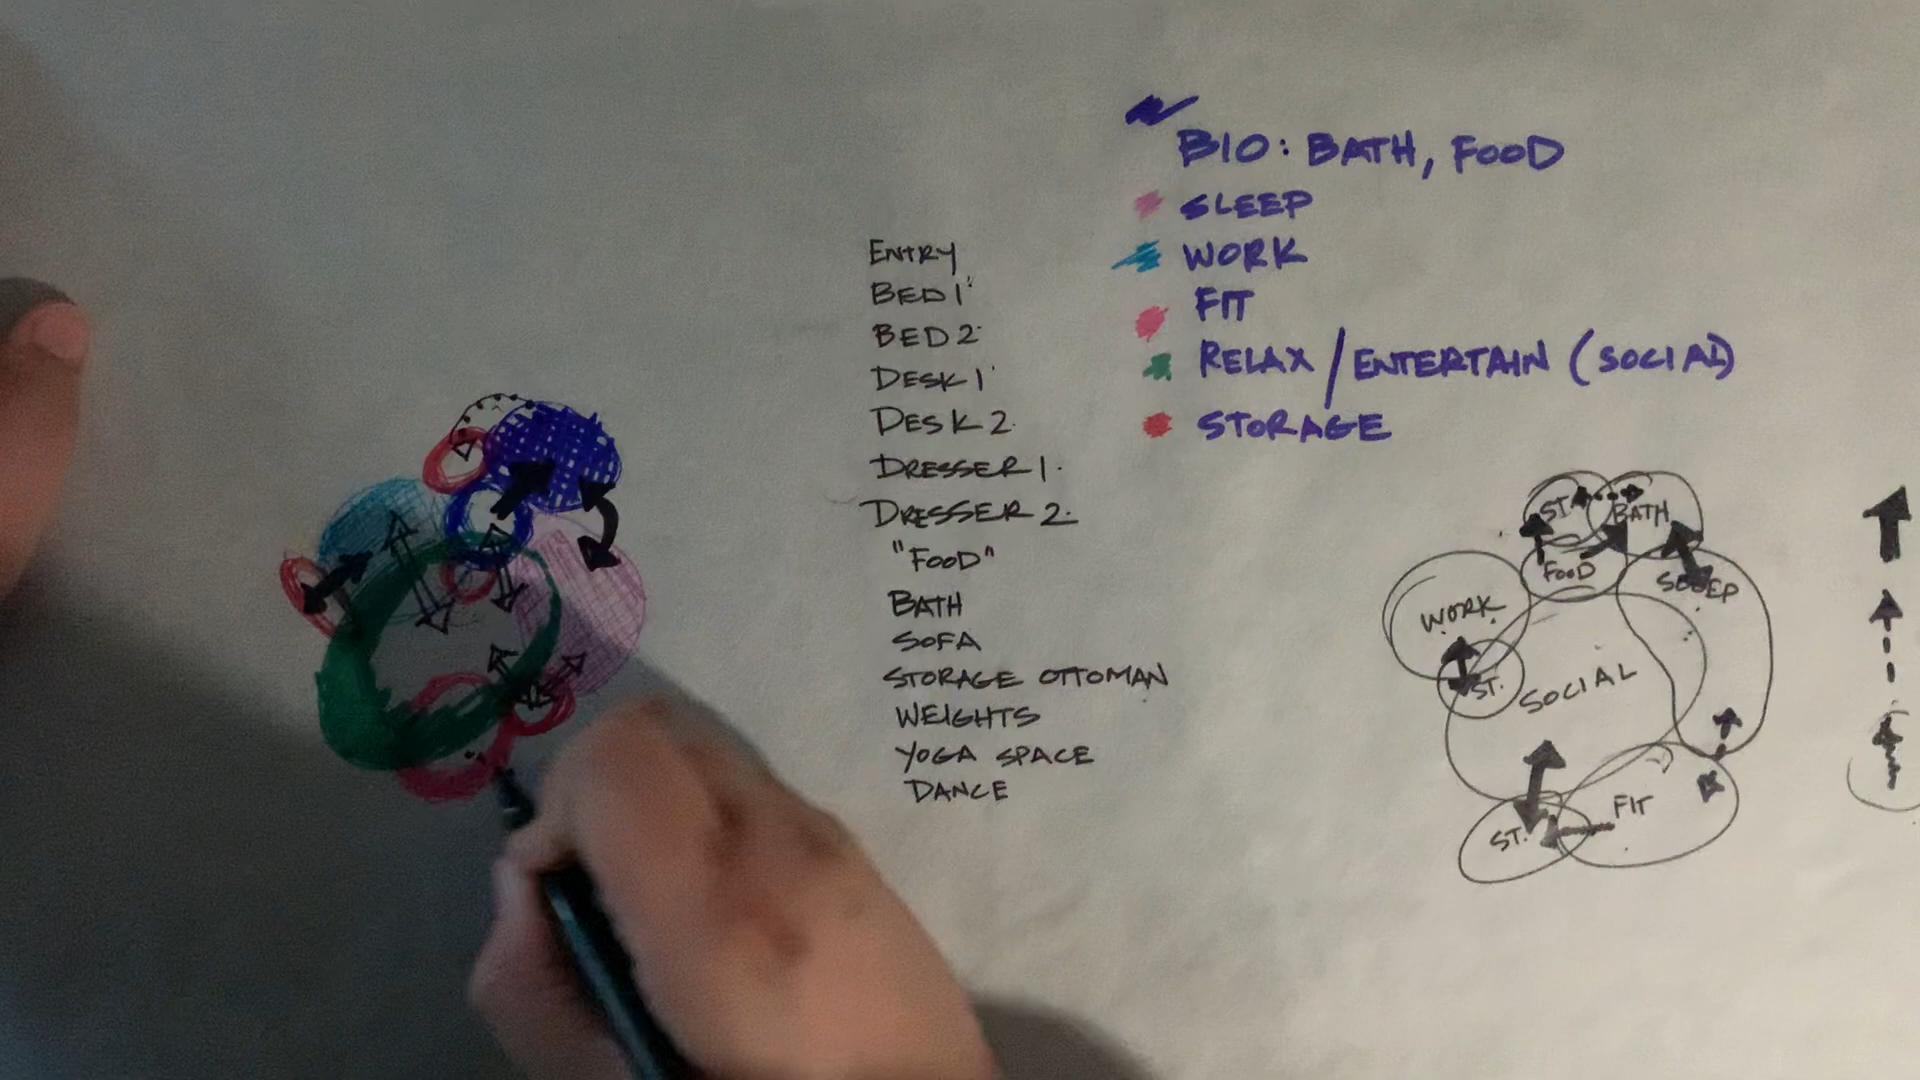 BIO: BATH, FOOD
SLEEP
WORK
FIT
RELAX / ENTERTAIN (SOCIAL)
STORAGE
ENTRY
BED 1
BED 2
DESK 1
DESK 2
DRESSER 1
DRESSER 2
"FOOD"
BATH
SOFA
STORAGE OTTOMAN
WEIGHTS
YOGA SPACE
DANCE
ST.
BATH
FOOD
SLEEP
WORK
ST.
SOCIAL
FIT
ST.